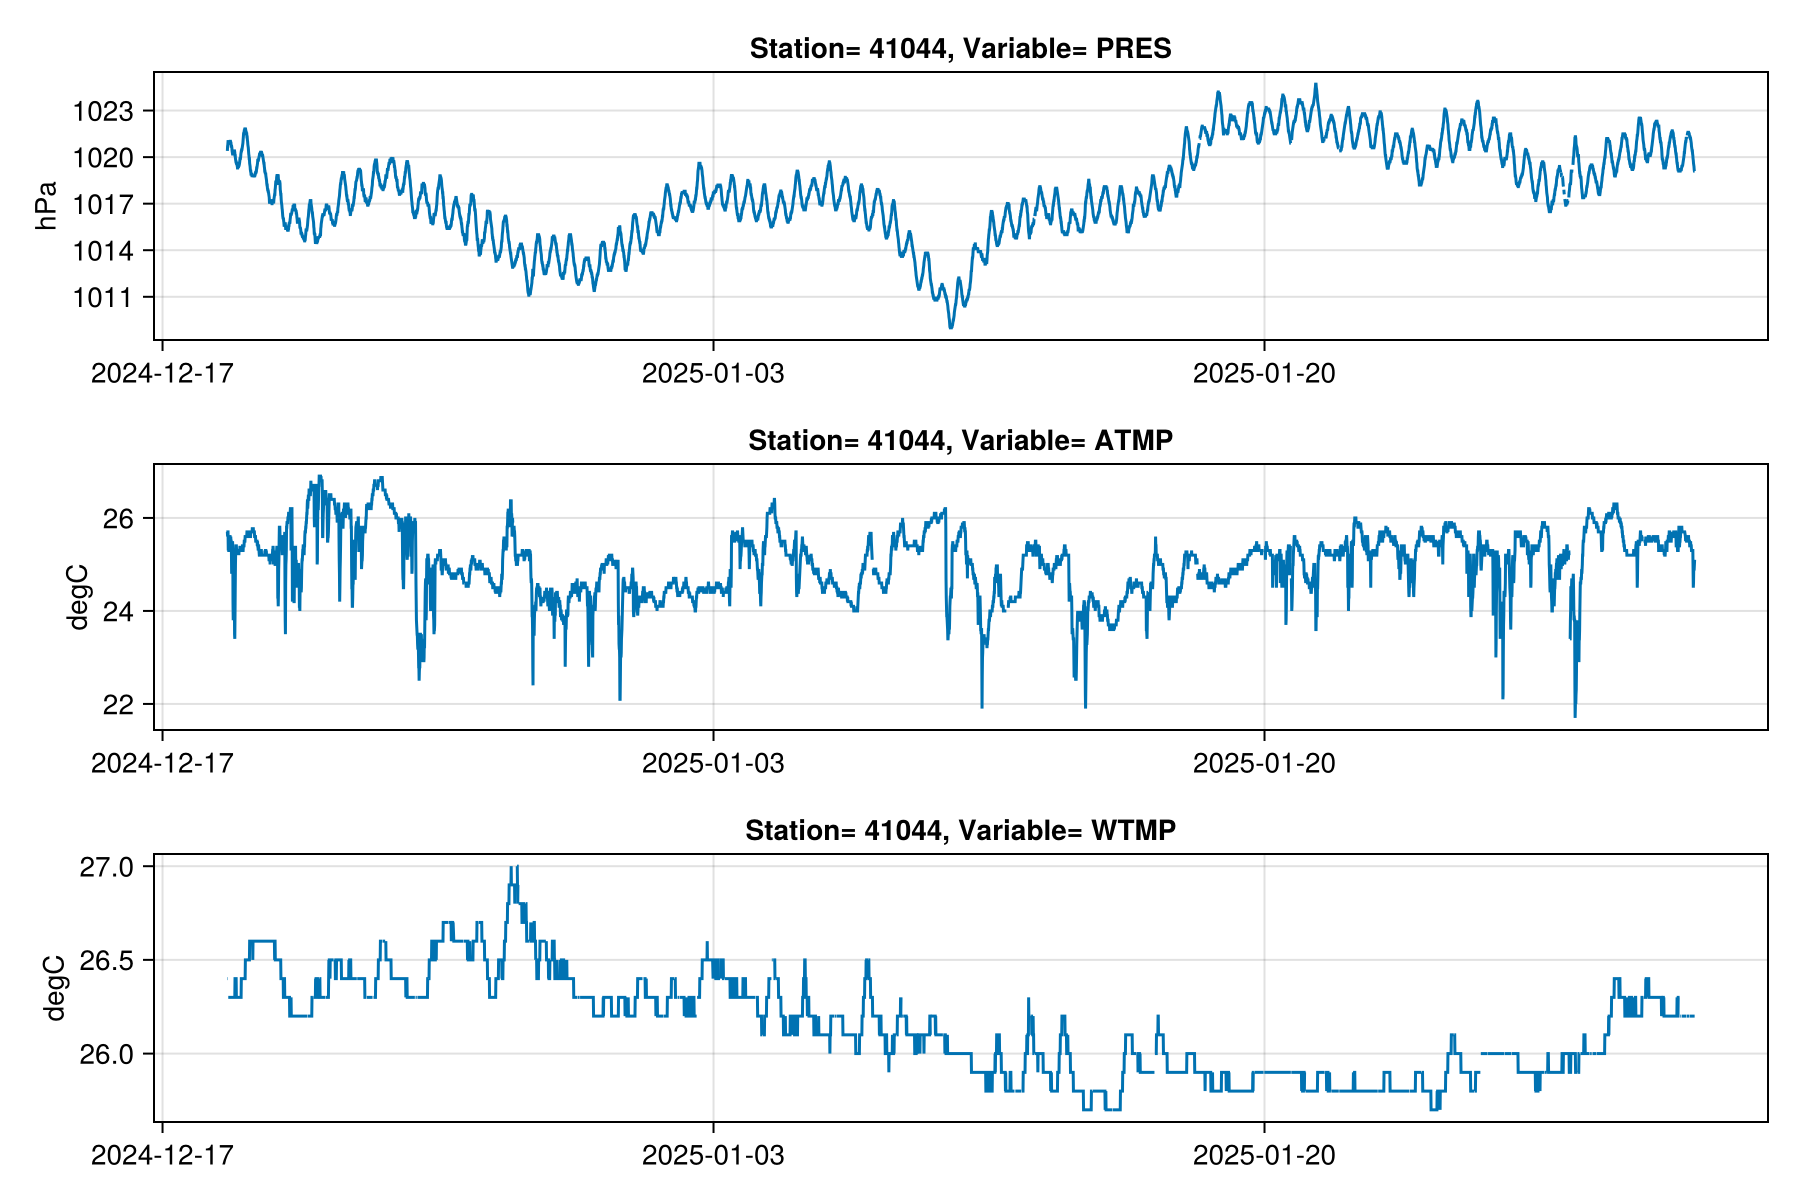 Station= 41044, Variable= PRES
hPa
1023
1020
1017
1014
1011
2024-12-17 2025-01-03 2025-01-20
Station= 41044, Variable= ATMP
degC
26
24
22
2024-12-17 2025-01-03 2025-01-20
Station= 41044, Variable= WTMP
degC
27.0
26.5
26.0
2024-12-17 2025-01-03 2025-01-20